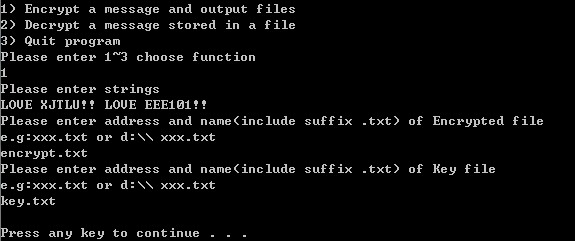 1) Encrypt a message and output files
2) Decrypt a message stored in a file
3) Quit program
Please enter 1~3 choose function
1
Please enter strings
LOVE XJTLU!! LOVE EEE101!!
Please enter address and name(include suffix .txt) of Encrypted file
e.g:xxx.txt or d:\\ xxx.txt
encrypt.txt
Please enter address and name(include suffix .txt) of Key file
e.g:xxx.txt or d:\\ xxx.txt
key.txt
Press any key to continue . . .